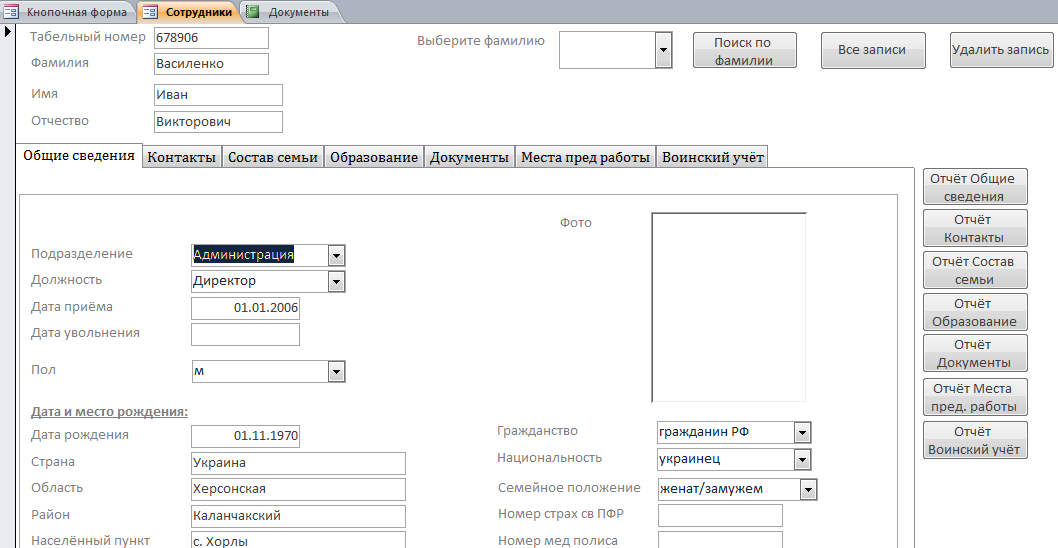 Кнопочная форма
Сотрудники
Документы
Табельный номер 678906
Выберите фамилию
Поиск по
фамилии
Все записи
Удалить запись
Фамилия Василенко
Имя Иван
Отчество Викторович
Общие сведения
Контакты
Состав семьи
Образование
Документы
Места пред работы
Воинский учёт
Фото
Подразделение Администрация
Должность Директор
Дата приёма 01.01.2006
Дата увольнения
Пол м
Дата и место рождения:
Дата рождения 01.11.1970
Страна Украина
Область Херсонская
Район Каланчакский
Населённый пункт с. Хорлы
Гражданство гражданин РФ
Национальность украинец
Семейное положение женат/замужем
Номер страх св ПФР
Номер мед полиса
Отчёт Общие
сведения
Отчёт
Контакты
Отчёт Состав
семьи
Отчёт
Образование
Отчёт
Документы
Отчёт Места
пред. работы
Отчёт
Воинский учёт